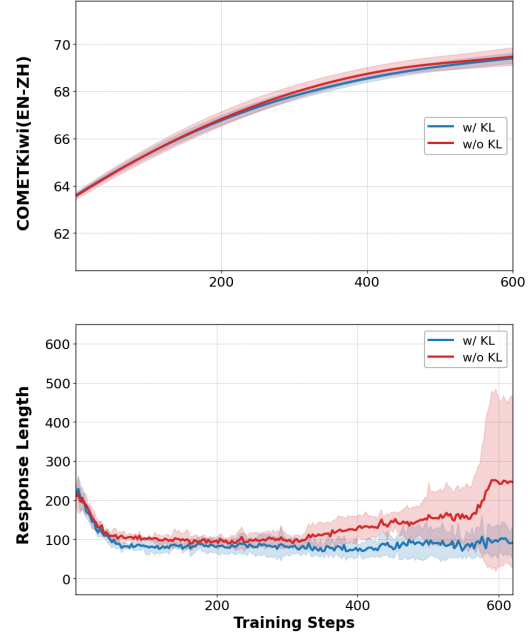 COMETKiwi(EN-ZH)
70
68
66
64
62
w/ KL
w/o KL
200
400
600
Response Length
600
500
400
300
200
100
0
w/ KL
w/o KL
200
400
600
Training Steps